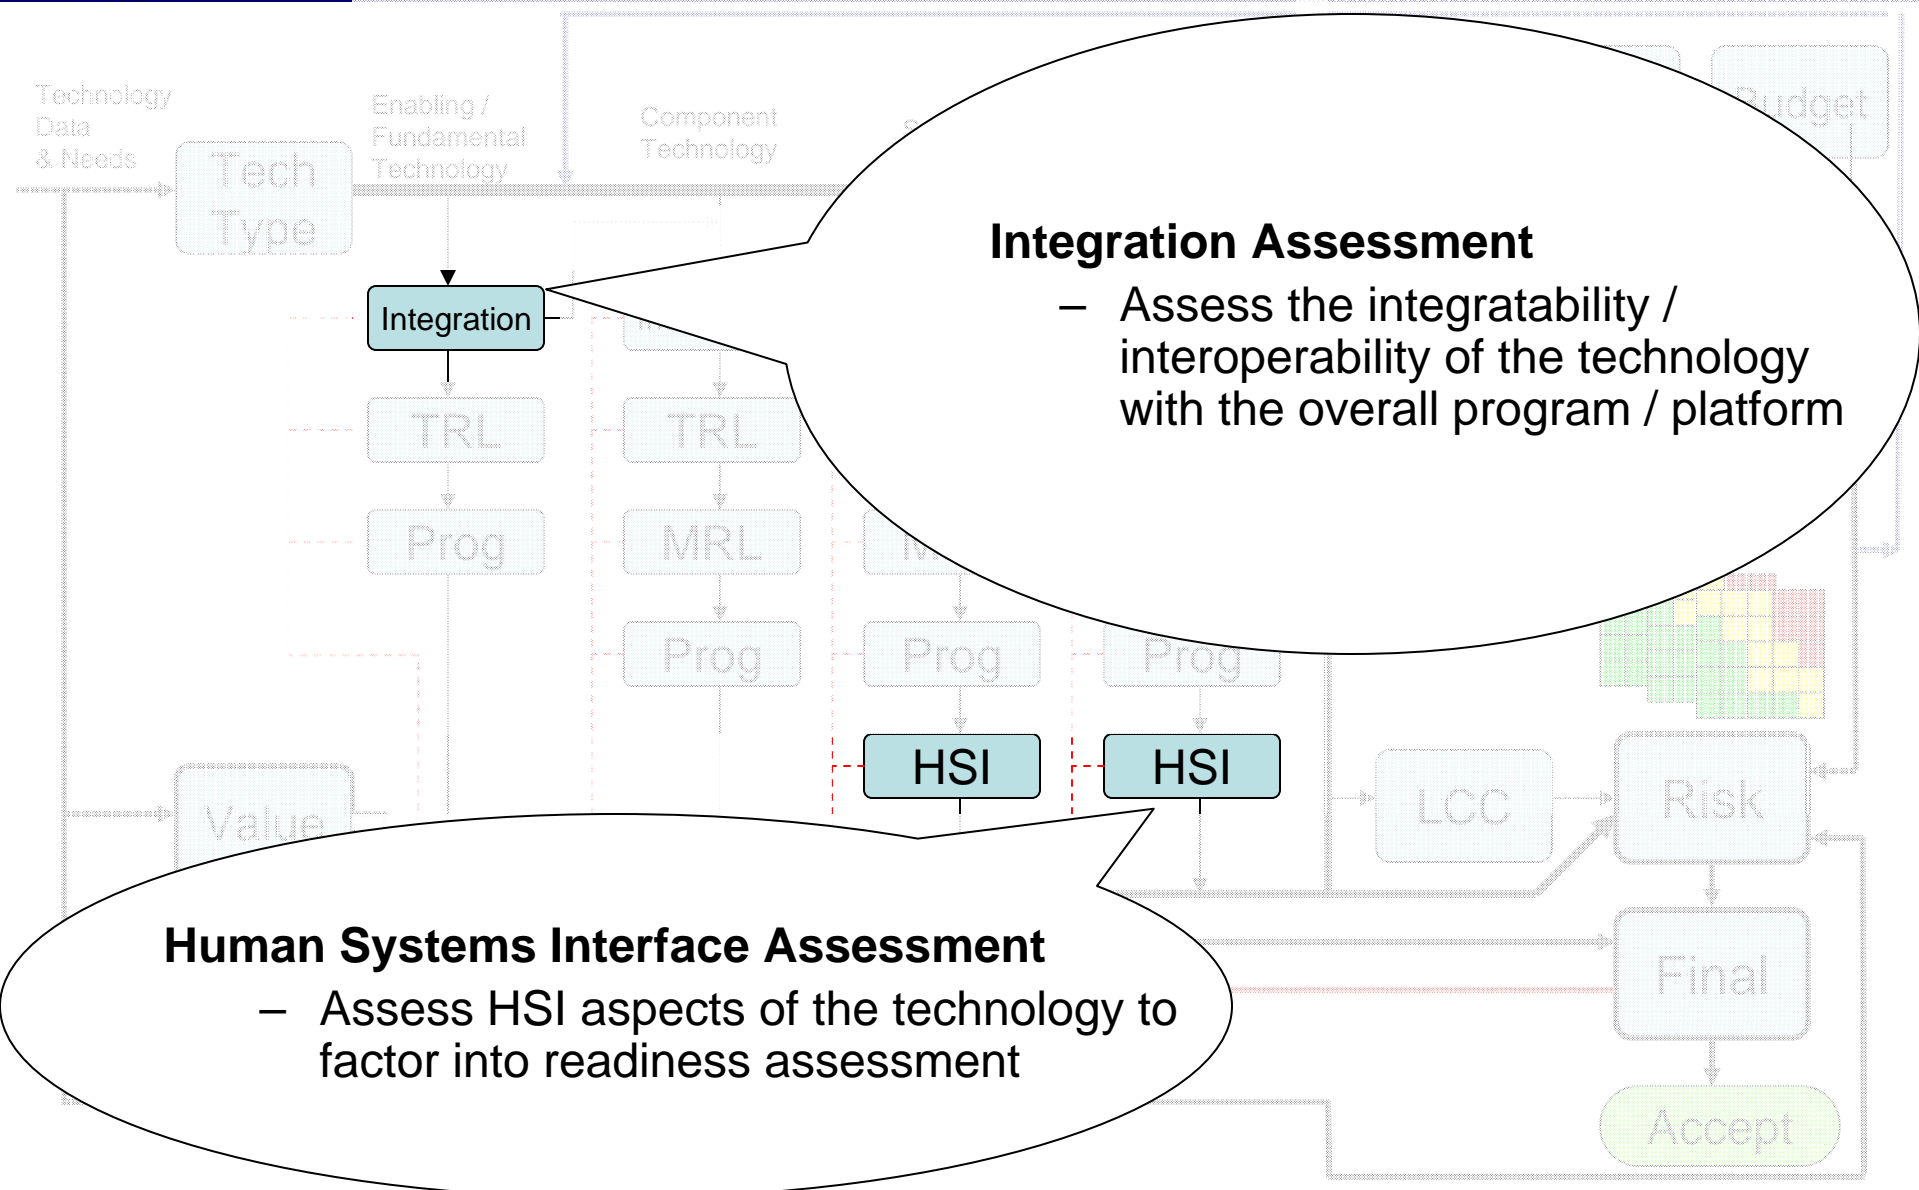 Technology
Data
& Needs
Tech
Type
Enabling /
Fundamental
Technology
Component
Technology
Budget
Integration Assessment
– Assess the integratability /
interoperability of the technology
with the overall program / platform
Integration
TRL
TRL
Prog
MRL
Prog
Prog
Prog
HSI
HSI
Value
LCC
Risk
Human Systems Interface Assessment
– Assess HSI aspects of the technology to
factor into readiness assessment
Final
Accept